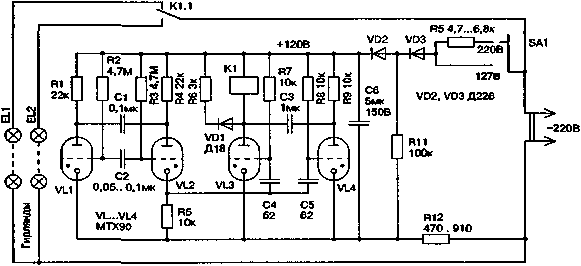 K1.1
R5 4,7...6,8к
SA1
VD2
VD3
+120В
220В
127в
R2
4,7М
R1
22к
R3 4,7М
R4 22к
R6 3к
K1
R7
10к
R8 10к
R9 10к
C6
5мк
150В
VD2, VD3 Д226
EL1
EL2
C1
0,1мк
C3
1мк
VD1
Д18
R11
100к
~220В
VL1
C2
0,05..0,1мк
VL2
VL3
VL4
C4
62
C5
62
VL...VL4
МТХ90
R5
10к
R12
470..910
Гирлянды